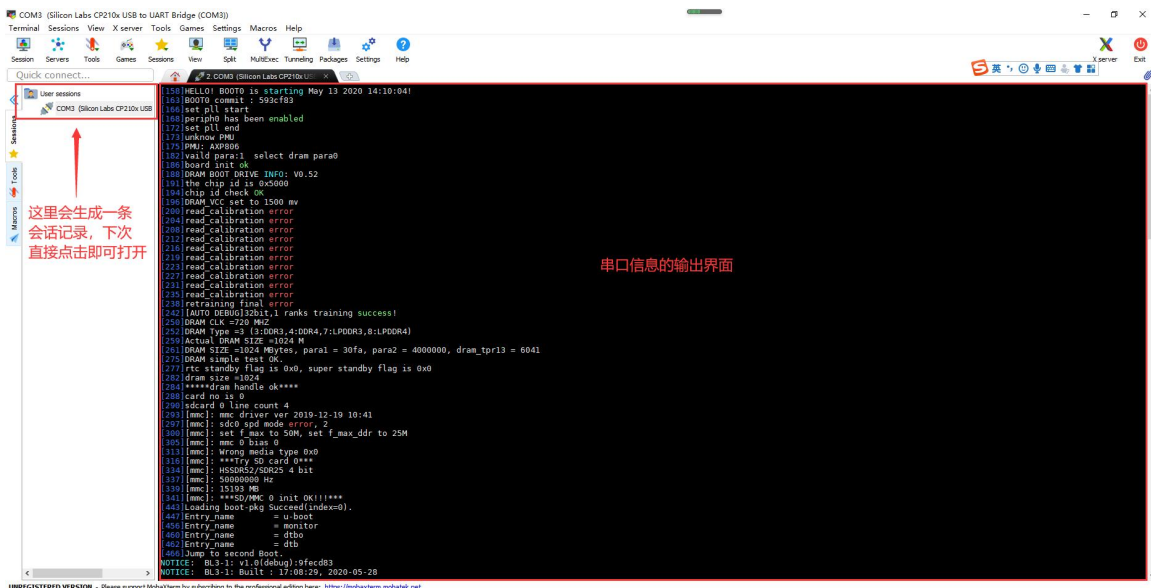 COM3 (Silicon Labs CP210x USB to UART Bridge (COM3))
Terminal Sessions View X server Tools Games Settings Macros Help
Session Servers Tools Games Sessions View Split MultiExec Tunneling Packages Settings Help
X server Exit
英
Quick connect...
2. COM3 (Silicon Labs CP210x US
User sessions
COM3 (Silicon Labs CP210x USB
Sessions
Tools
Macros
这里会生成一条
会话记录，下次
直接点击即可打开
串口信息的输出界面
[158]HELLO! BOOT0 is starting May 13 2020 14:10:04!
[163]BOOT0 commit : 593cf83
[166]set pll start
[168]periph0 has been enabled
[172]set pll end
[173]unknow PMU
[175]PMU: AXP806
[182]vaild para:1 select dram para0
[186]board init ok
[188]DRAM BOOT DRIVE INFO: V0.52
[191]the chip id is 0x5000
[194]chip id check OK
[196]DRAM_VCC set to 1500 mv
[200]read_calibration error
[204]read_calibration error
[208]read_calibration error
[212]read_calibration error
[216]read_calibration error
[219]read_calibration error
[223]read_calibration error
[227]read_calibration error
[231]read_calibration error
[235]read_calibration error
[238]retraining final error
[242][AUTO DEBUG]32bit,1 ranks training success!
[250]DRAM CLK =720 MHZ
[252]DRAM Type =3 (3:DDR3,4:DDR4,7:LPDDR3,8:LPDDR4)
[259]Actual DRAM SIZE =1024 M
[261]DRAM SIZE =1024 MBytes, para1 = 30fa, para2 = 4000000, dram_tpr13 = 6041
[275]DRAM simple test OK.
[277]rtc standby flag is 0x0, super standby flag is 0x0
[282]dram size =1024
[284]*****dram handle ok****
[288]card no is 0
[290]sdcard 0 line count 4
[293][mmc]: mmc driver ver 2019-12-19 10:41
[297][mmc]: sdc0 spd mode error, 2
[300][mmc]: set f_max to 50M, set f_max_ddr to 25M
[305][mmc]: mmc 0 bias 0
[313][mmc]: Wrong media type 0x0
[316][mmc]: ***Try SD card 0***
[334][mmc]: HSSDR52/SDR25 4 bit
[337][mmc]: 50000000 Hz
[339][mmc]: 15193 MB
[341][mmc]: ***SD/MMC 0 init OK!!!***
[443]Loading boot-pkg Succeed(index=0).
[447]Entry_name = u-boot
[456]Entry_name = monitor
[460]Entry_name = dtbo
[462]Entry_name = dtb
[466]Jump to second Boot.
NOTICE: BL3-1: v1.0(debug):9fecd83
NOTICE: BL3-1: Built : 17:08:29, 2020-05-28
UNREGISTERED VERSION - Please support MobaXterm by subscribing to the professional edition here: https://mobaxterm.mobatek.net